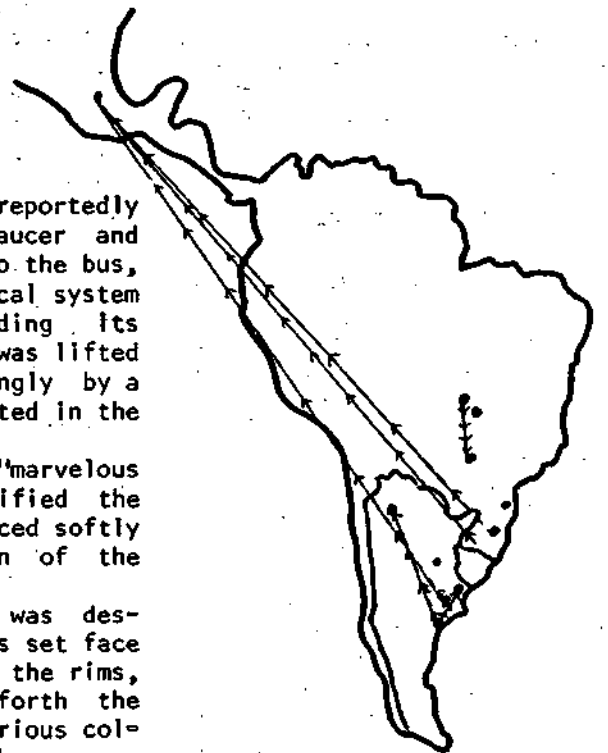 reportedly
aucer and
o the bus,
cal system
ding its
was lifted
ngly by a
ted in the
"marvelous
ified the
ced softly
n of the
was des-
s set face
the rims,
forth the
rious col-